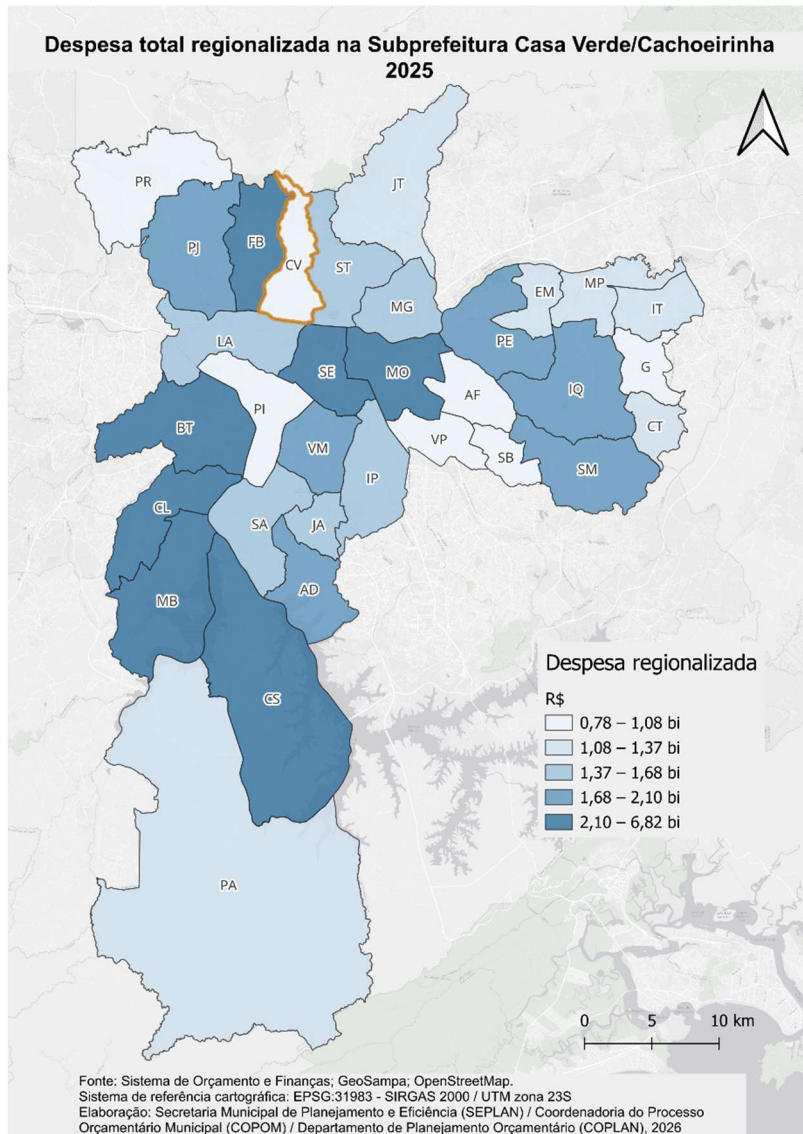 Despesa total regionalizada na Subprefeitura Casa Verde/Cachoeirinha
2025
JT
PR
FB
PJ
CV
ST
EM
MP
IT
MG
PE
LA
G
SE
MO
IQ
AF
PI
BT
CT
VP
VM
SB
SM
IP
CL
SA
JA
AD
MB
CS
PA
Despesa regionalizada
R$
0,78 – 1,08 bi
1,08 – 1,37 bi
1,37 – 1,68 bi
1,68 – 2,10 bi
2,10 – 6,82 bi
0 5 10 km
Fonte: Sistema de Orçamento e Finanças; GeoSampa; OpenStreetMap.
Sistema de referência cartográfica: EPSG:31983 - SIRGAS 2000 / UTM zona 23S
Elaboração: Secretaria Municipal de Planejamento e Eficiência (SEPLAN) / Coordenadoria do Processo
Orçamentário Municipal (COPOM) / Departamento de Planejamento Orçamentário (COPLAN), 2026